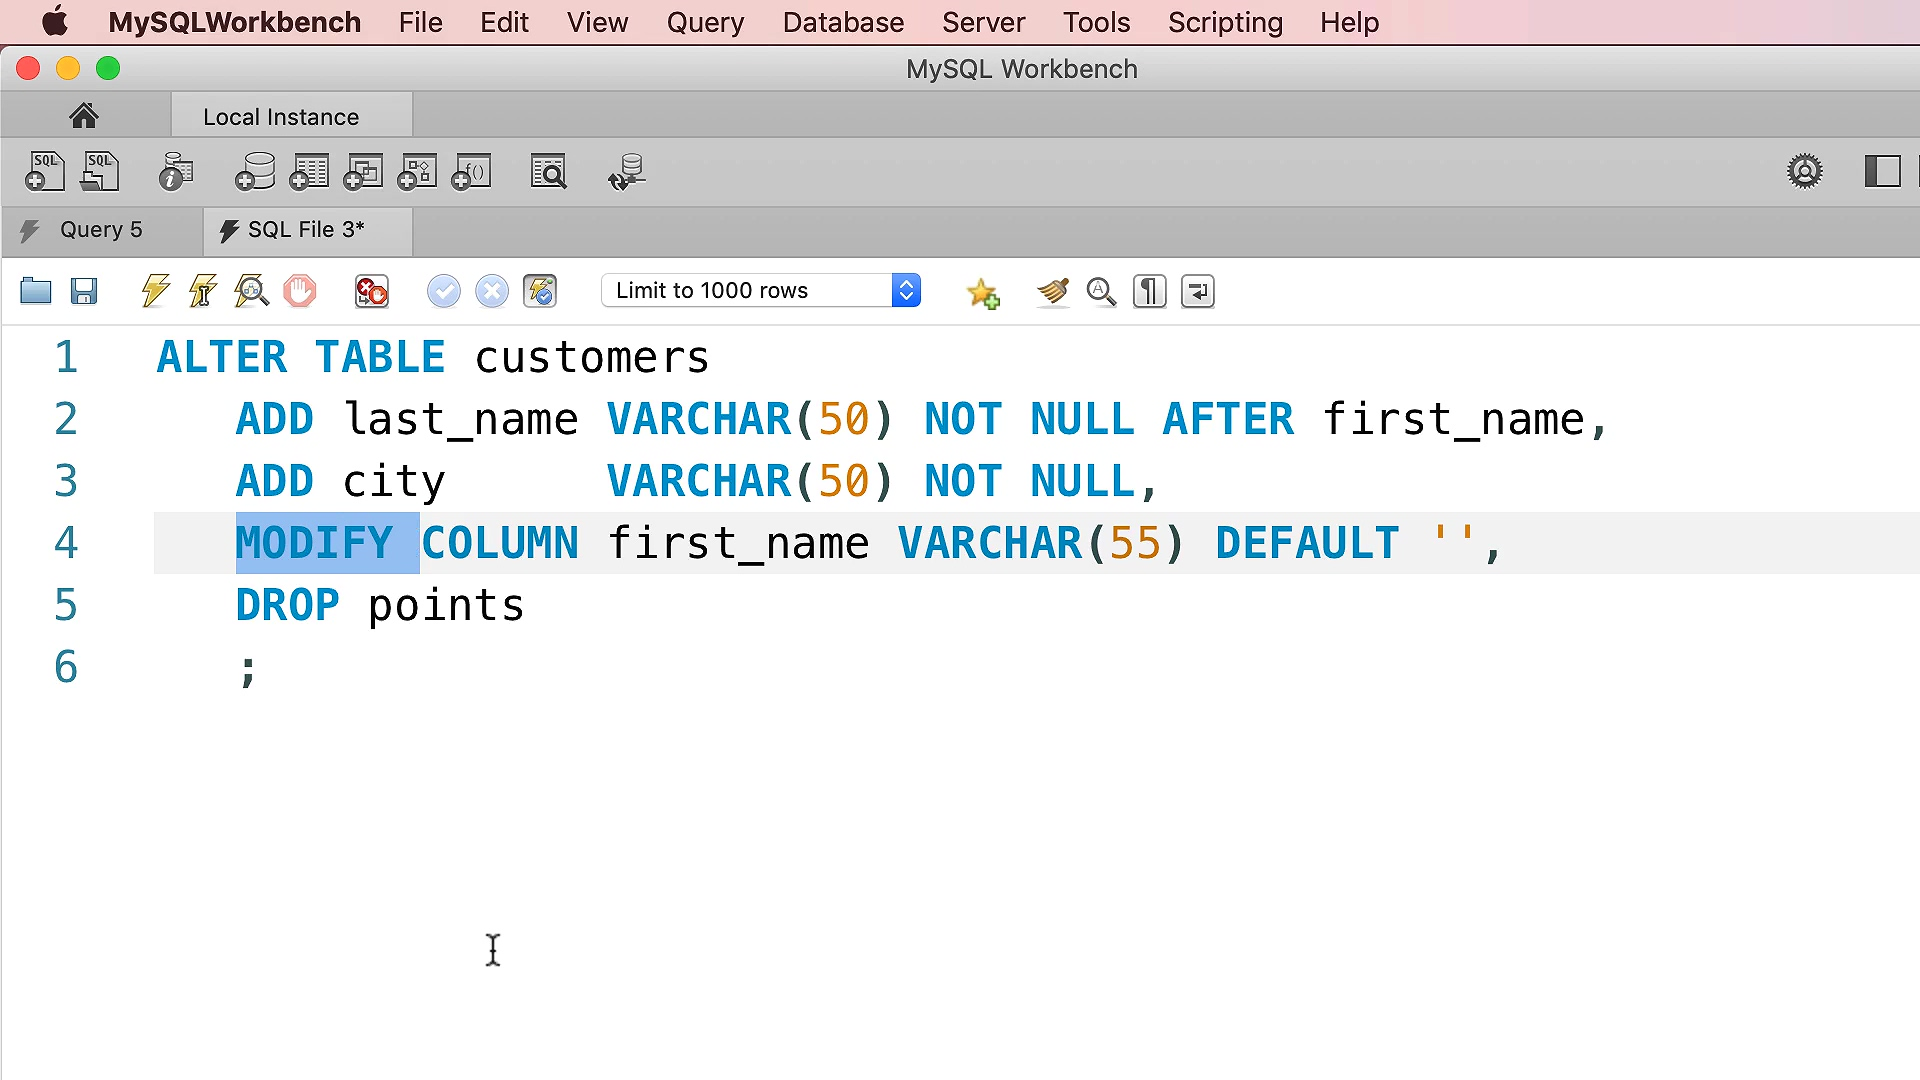 MySQLWorkbench File Edit View Query Database Server Tools Scripting Help
MySQL Workbench
Local Instance
SQL SQL
Query 5 SQL File 3*
Limit to 1000 rows
1 ALTER TABLE customers
2 ADD last_name VARCHAR(50) NOT NULL AFTER first_name,
3 ADD city VARCHAR(50) NOT NULL,
4 MODIFY COLUMN first_name VARCHAR(55) DEFAULT '',
5 DROP points
6 ;